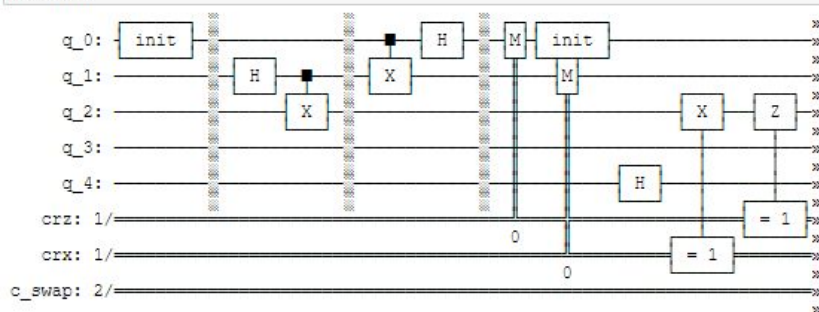 q_0: init H M init
q_1: H X M
q_2: X X Z
q_3:
q_4: H
crz: 1/ = 1
0
crx: 1/ = 1
0
c_swap: 2/